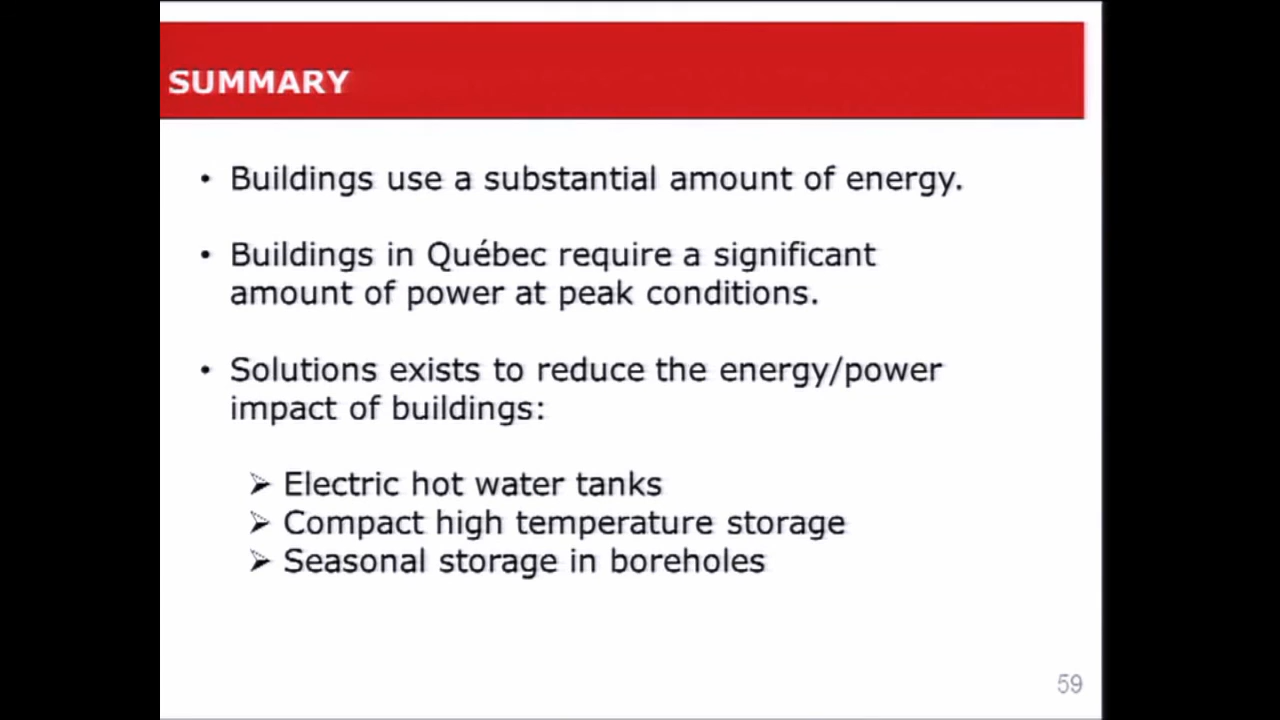 SUMMARY
• Buildings use a substantial amount of energy.
• Buildings in Québec require a significant
amount of power at peak conditions.
• Solutions exists to reduce the energy/power
impact of buildings:
➢ Electric hot water tanks
➢ Compact high temperature storage
➢ Seasonal storage in boreholes
59